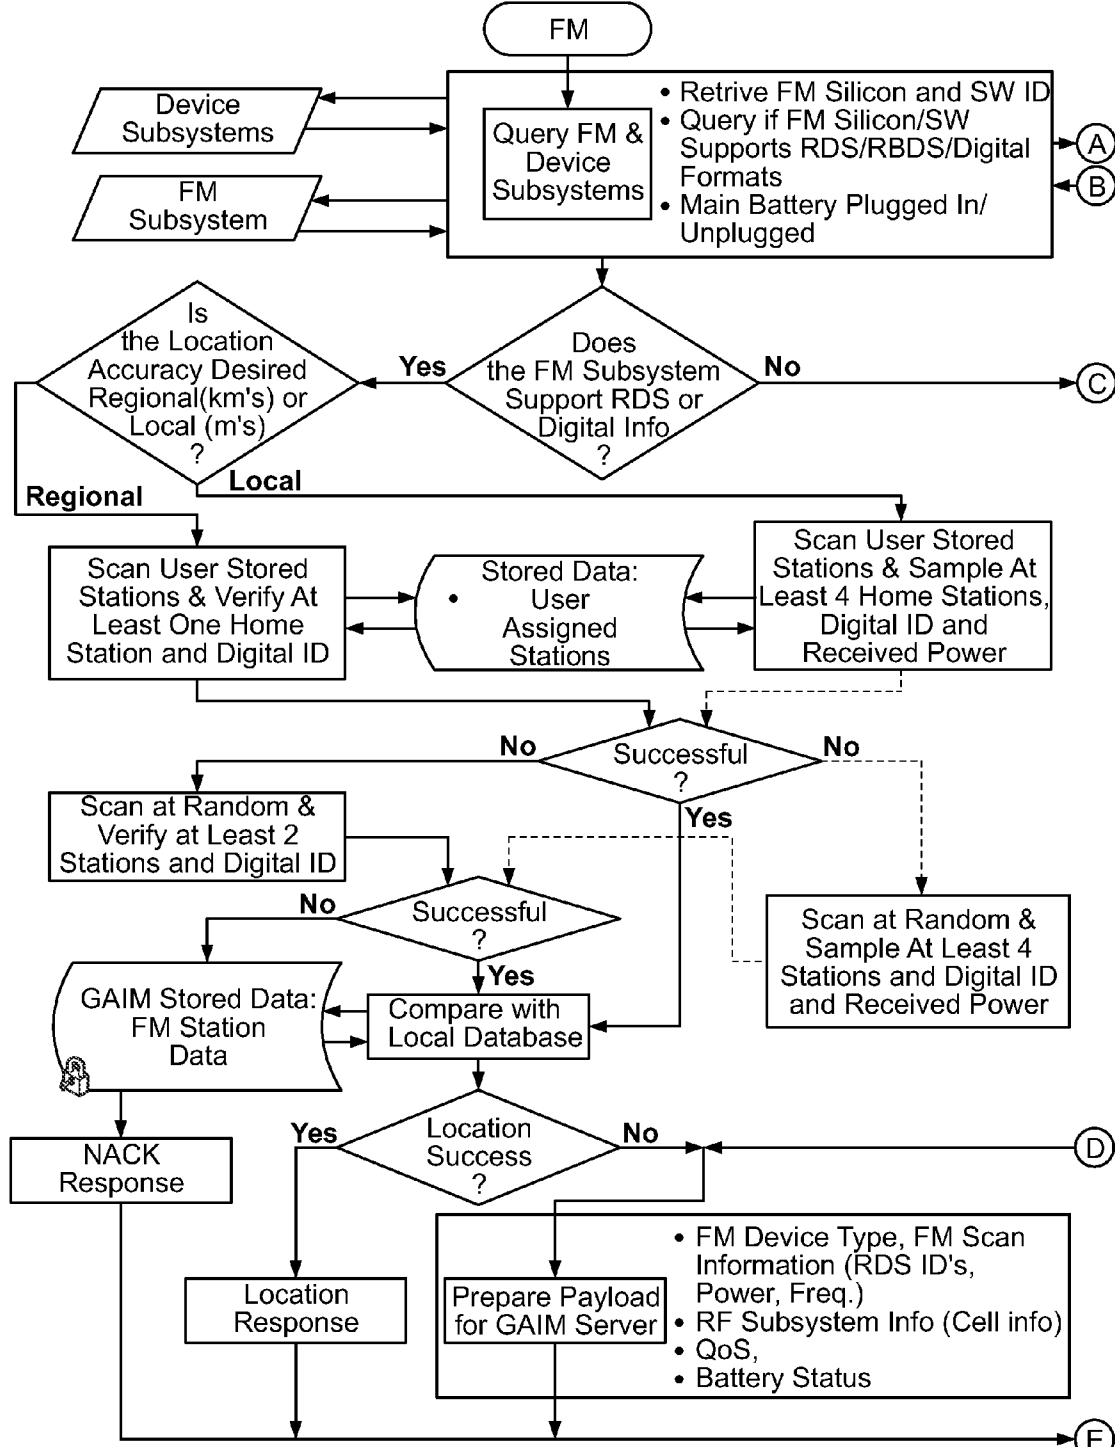 FM
Device
Subsystems
FM
Subsystem
Query FM &
Device
Subsystems
• Retrive FM Silicon and SW ID
• Query if FM Silicon/SW
Supports RDS/RBDS/Digital
Formats
• Main Battery Plugged In/
Unplugged
A
B
Is
the Location
Accuracy Desired
Regional(km's) or
Local (m's)
?
Yes
Does
the FM Subsystem
Support RDS or
Digital Info
?
No
C
Regional
Local
Scan User Stored
Stations & Verify At
Least One Home
Station and Digital ID
Stored Data:
• User
Assigned
Stations
Scan User Stored
Stations & Sample At
Least 4 Home Stations,
Digital ID and
Received Power
No
Successful
?
No
Yes
Scan at Random &
Verify at Least 2
Stations and Digital ID
No
Successful
?
Yes
Scan at Random &
Sample At Least 4
Stations and Digital ID
and Received Power
GAIM Stored Data:
FM Station
Data
Compare with
Local Database
NACK
Response
Yes
Location
Success
?
No
D
Location
Response
Prepare Payload
for GAIM Server
• FM Device Type, FM Scan
Information (RDS ID's,
Power, Freq.)
• RF Subsystem Info (Cell info)
• QoS,
• Battery Status